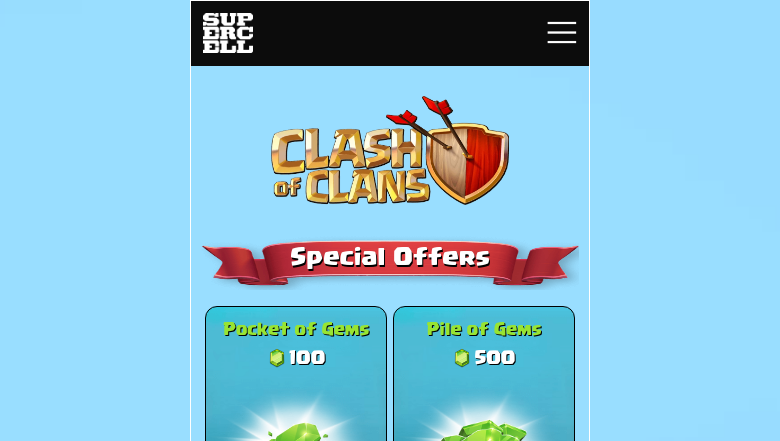 SUP
ERC
ELL
CLASH
OF CLANS
Special Offers
Pocket of Gems
100
Pile of Gems
500